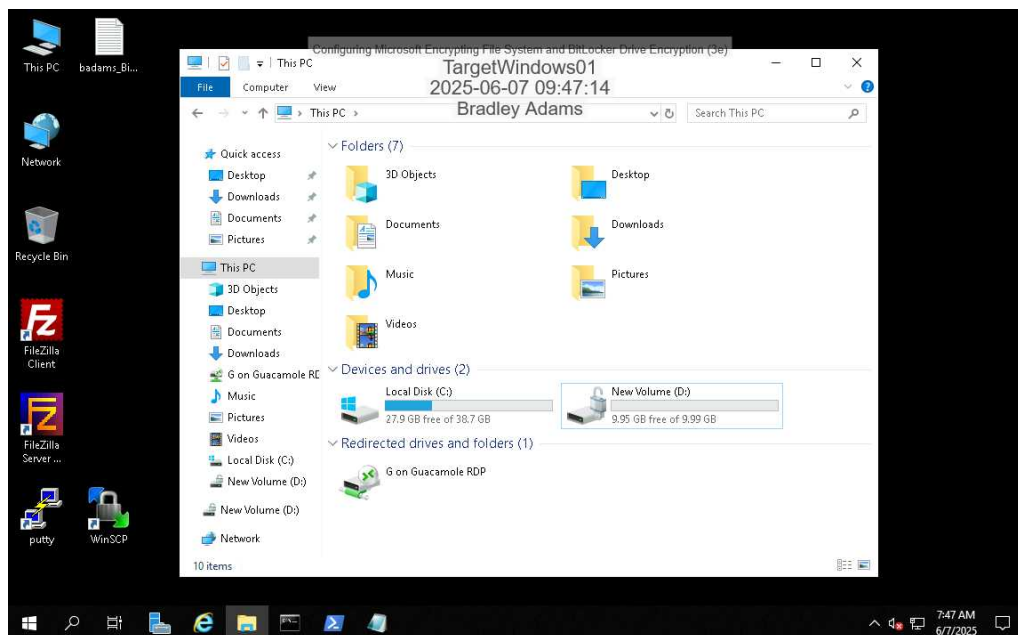 This PC
badams_Bi...
Network
Recycle Bin
FileZilla
Client
FileZilla
Server ...
putty
WinSCP
Configuring Microsoft Encrypting File System and BitLocker Drive Encryption (3e)
TargetWindows01
2025-06-07 09:47:14
Bradley Adams
This PC
File
Computer
View
This PC
Search This PC
Quick access
Desktop
Downloads
Documents
Pictures
This PC
3D Objects
Desktop
Documents
Downloads
G on Guacamole RD
Music
Pictures
Videos
Local Disk (C:)
New Volume (D:)
New Volume (D:)
Network
Folders (7)
3D Objects
Desktop
Documents
Downloads
Music
Pictures
Videos
Devices and drives (2)
Local Disk (C:)
27.9 GB free of 38.7 GB
New Volume (D:)
9.95 GB free of 9.99 GB
Redirected drives and folders (1)
G on Guacamole RDP
10 items
7:47 AM
6/7/2025